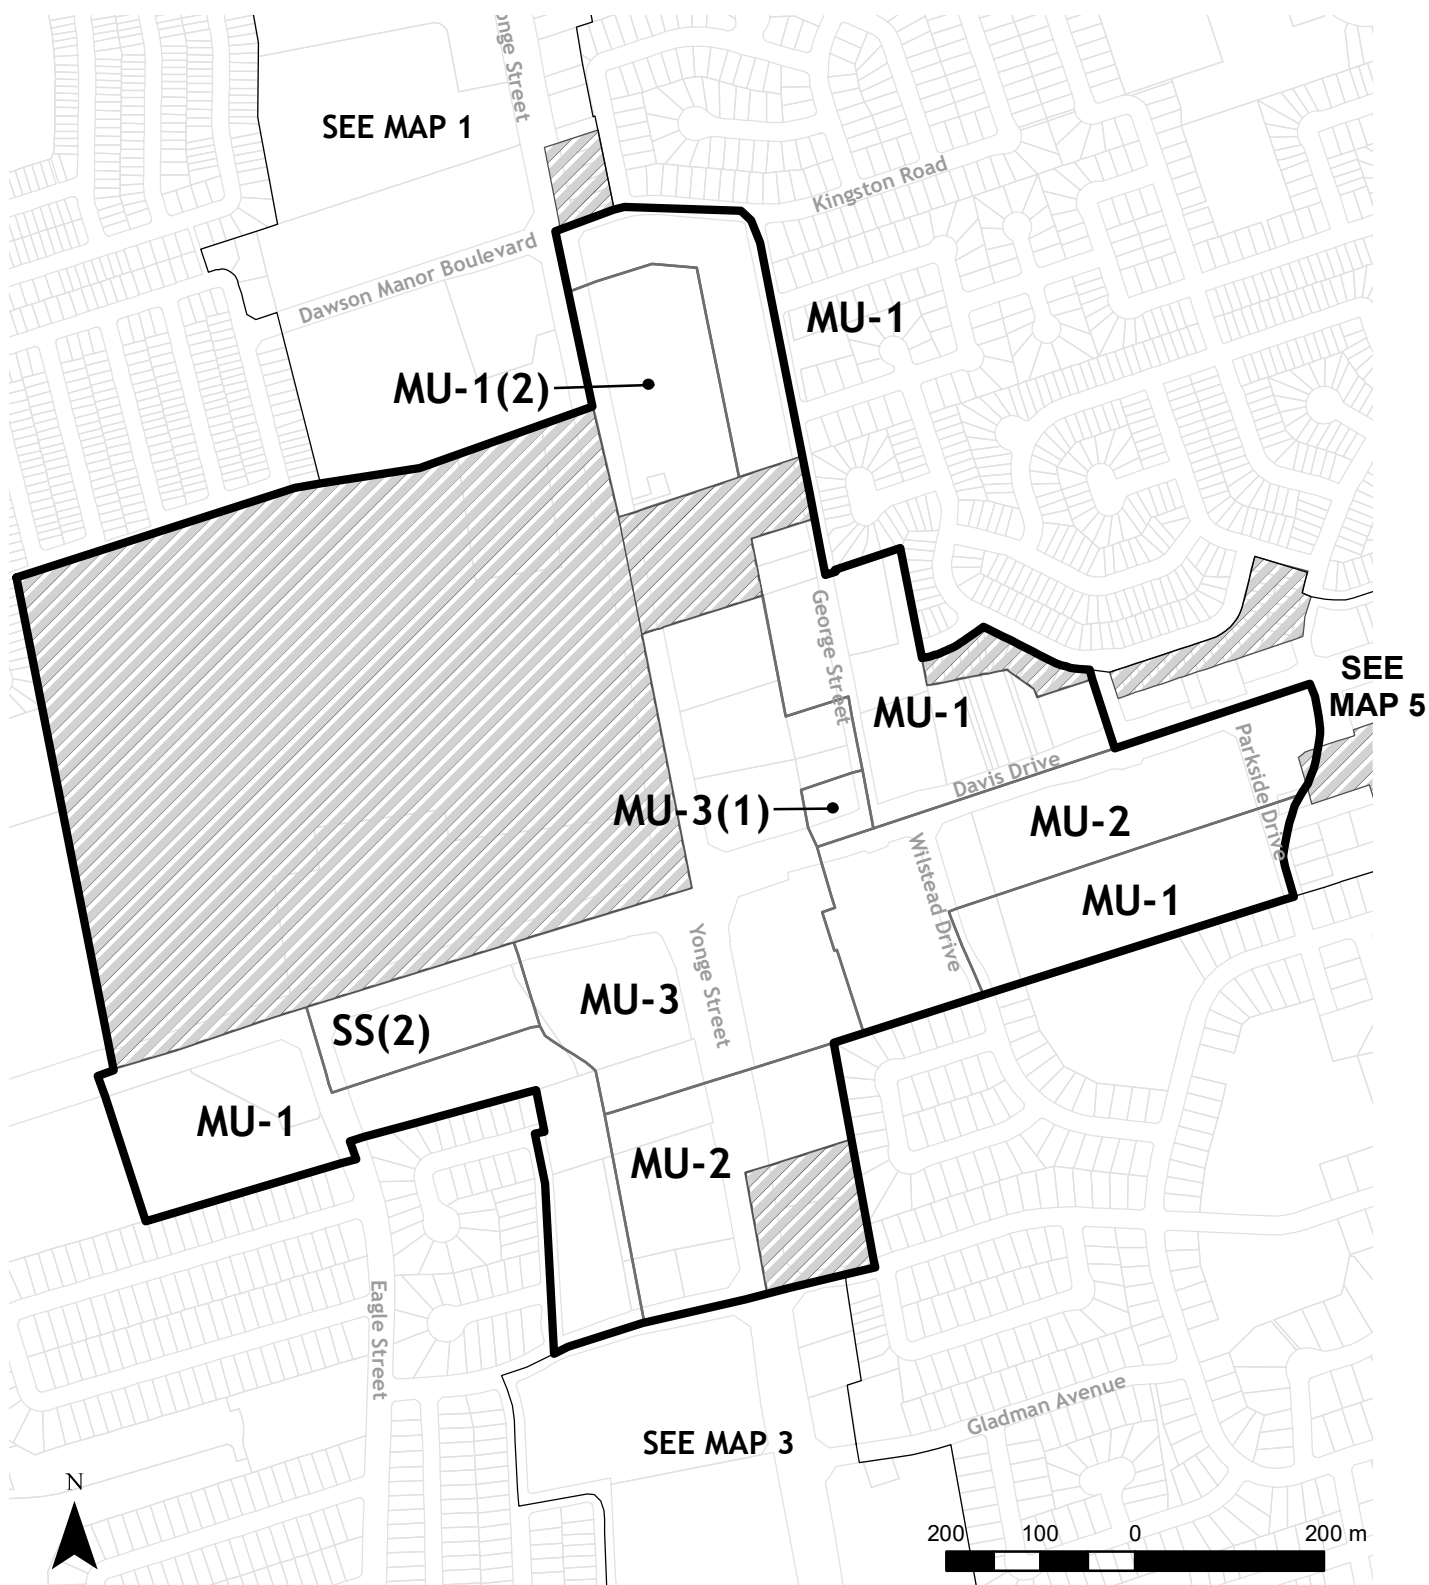 onge Street
SEE MAP 1
Kingston Road
Dawson Manor Boulevard
MU-1
MU-1(2)
George Street
SEE
MAP 5
MU-1
Parkside Drive
Davis Drive
MU-3(1)
MU-2
Wilstead Drive
MU-1
Yonge Street
MU-3
SS(2)
MU-1
MU-2
Eagle Street
Gladman Avenue
SEE MAP 3
N
200 100 0 200 m